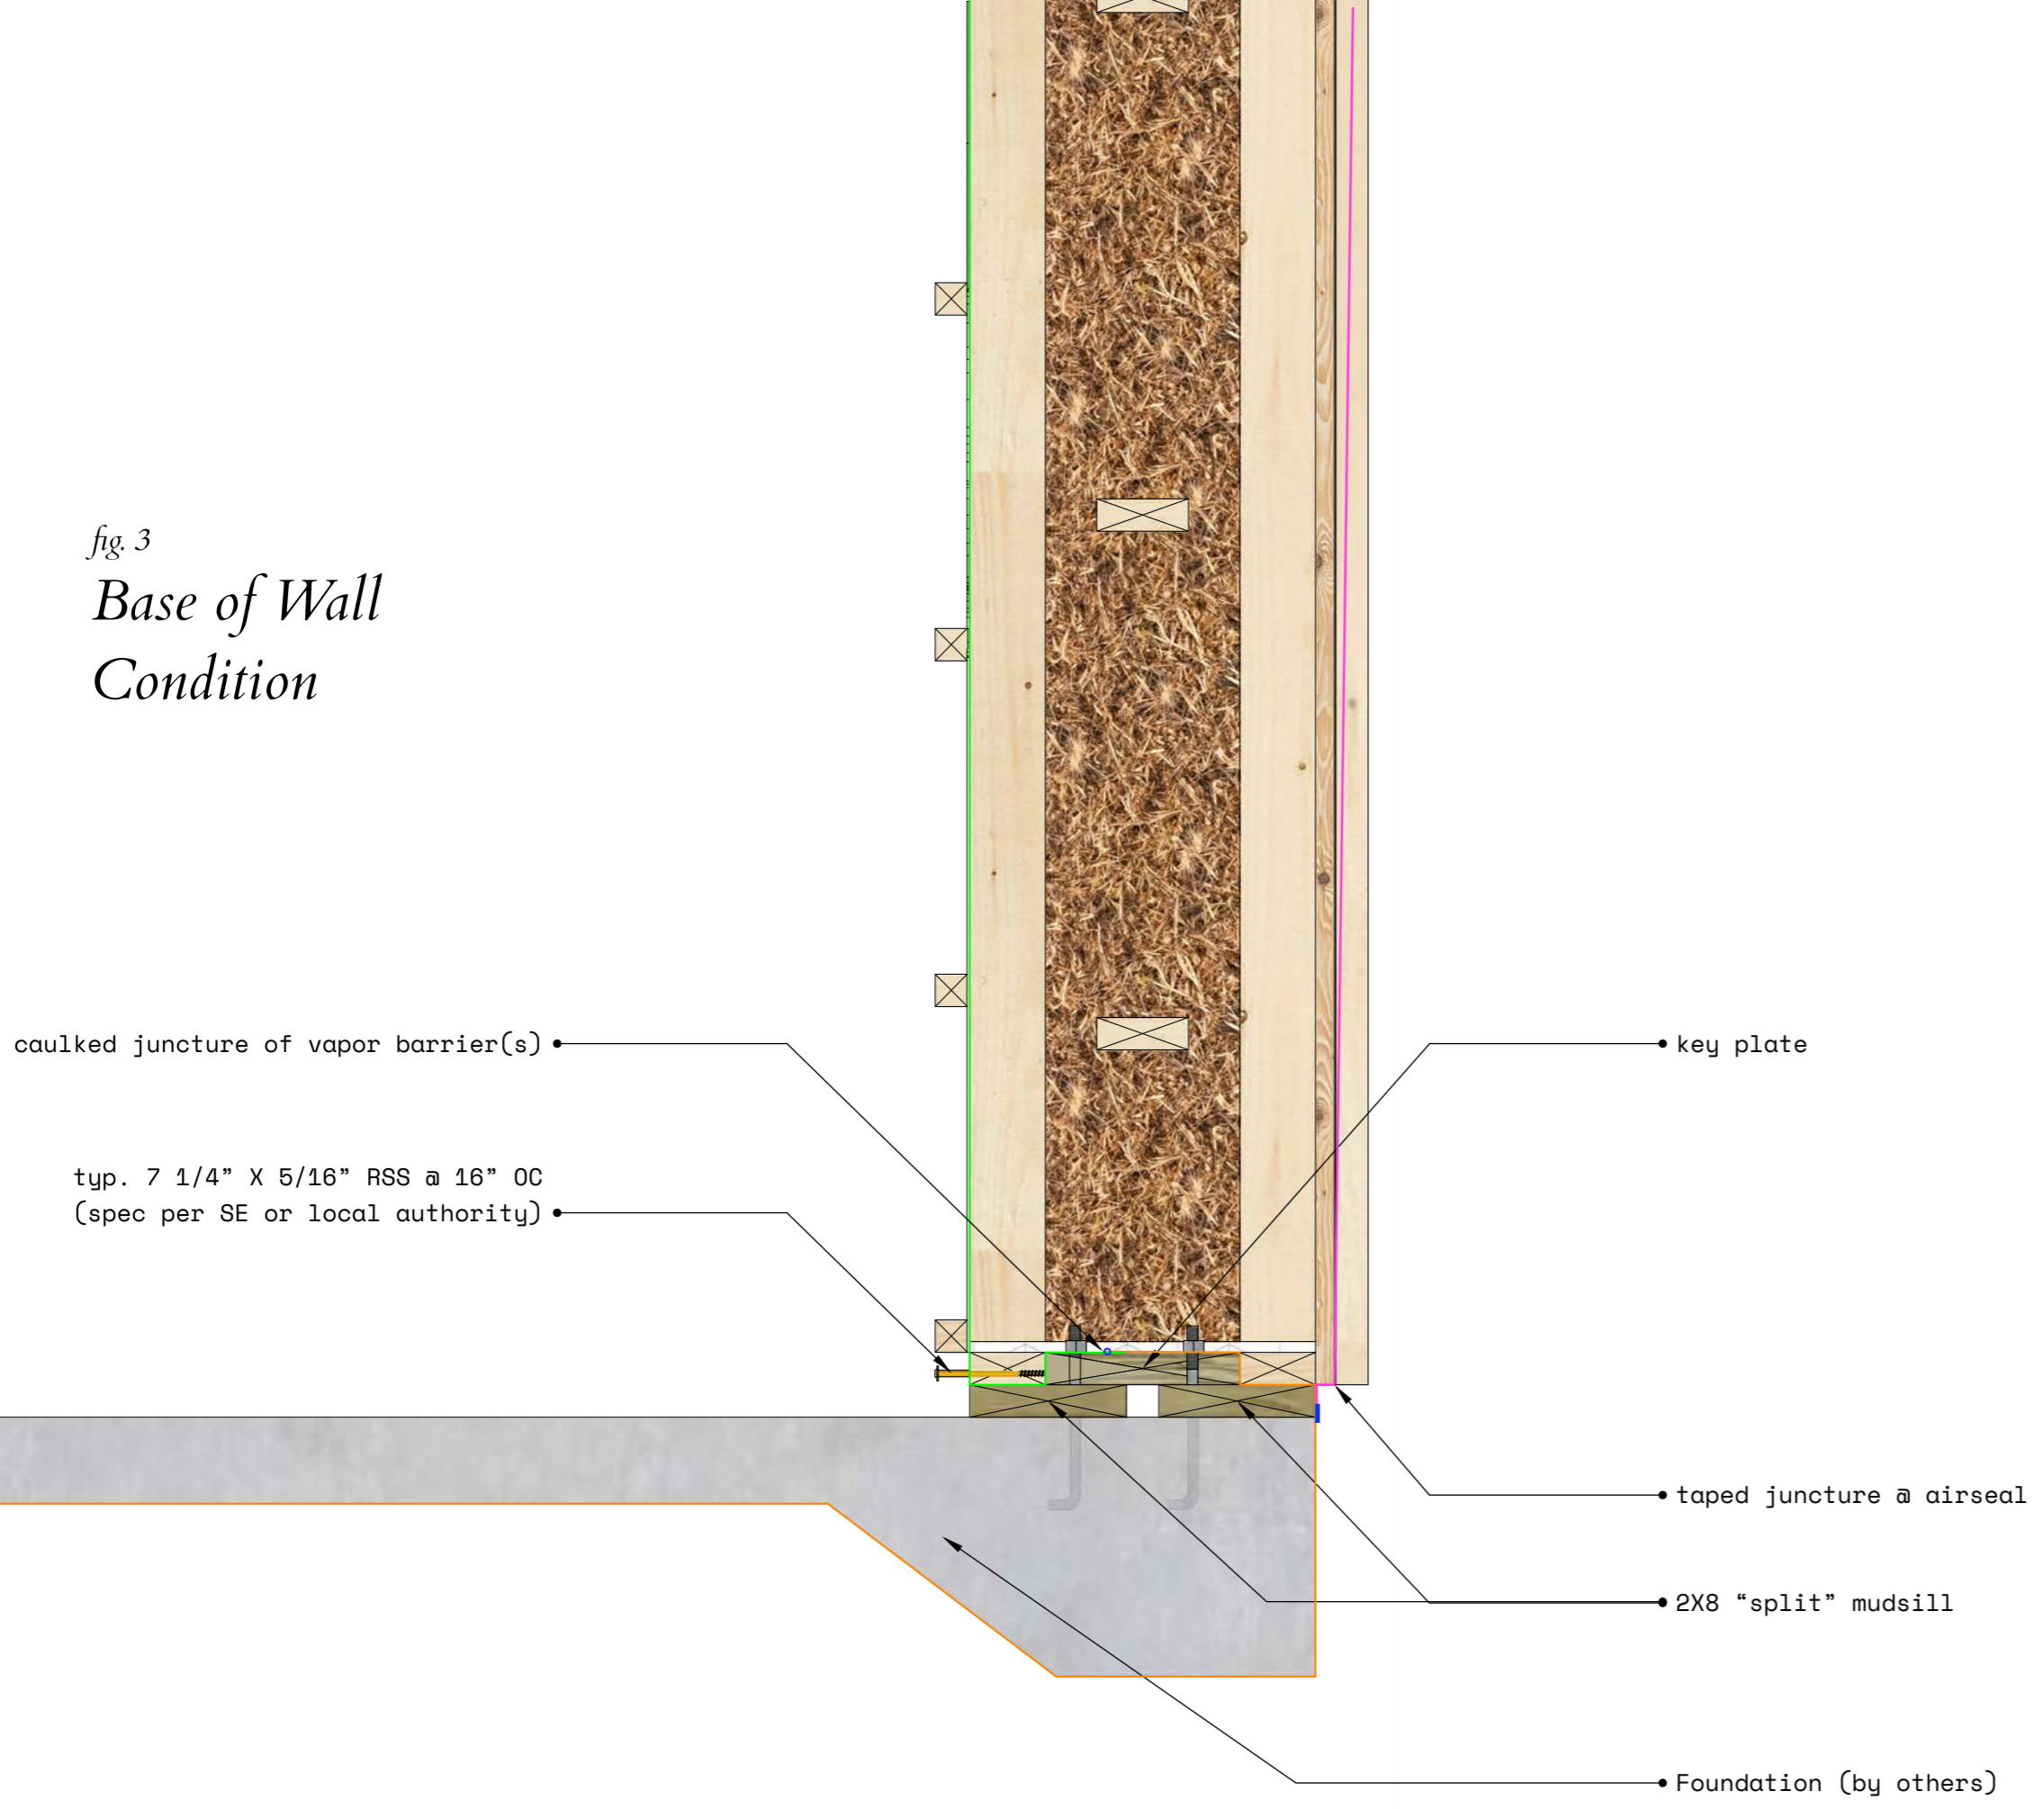 fig. 3
Base of Wall
Condition
caulked juncture of vapor barrier(s)
key plate
typ. 7 1/4” X 5/16” RSS @ 16” OC
(spec per SE or local authority)
taped juncture @ airseal
2X8 “split” mudsill
Foundation (by others)